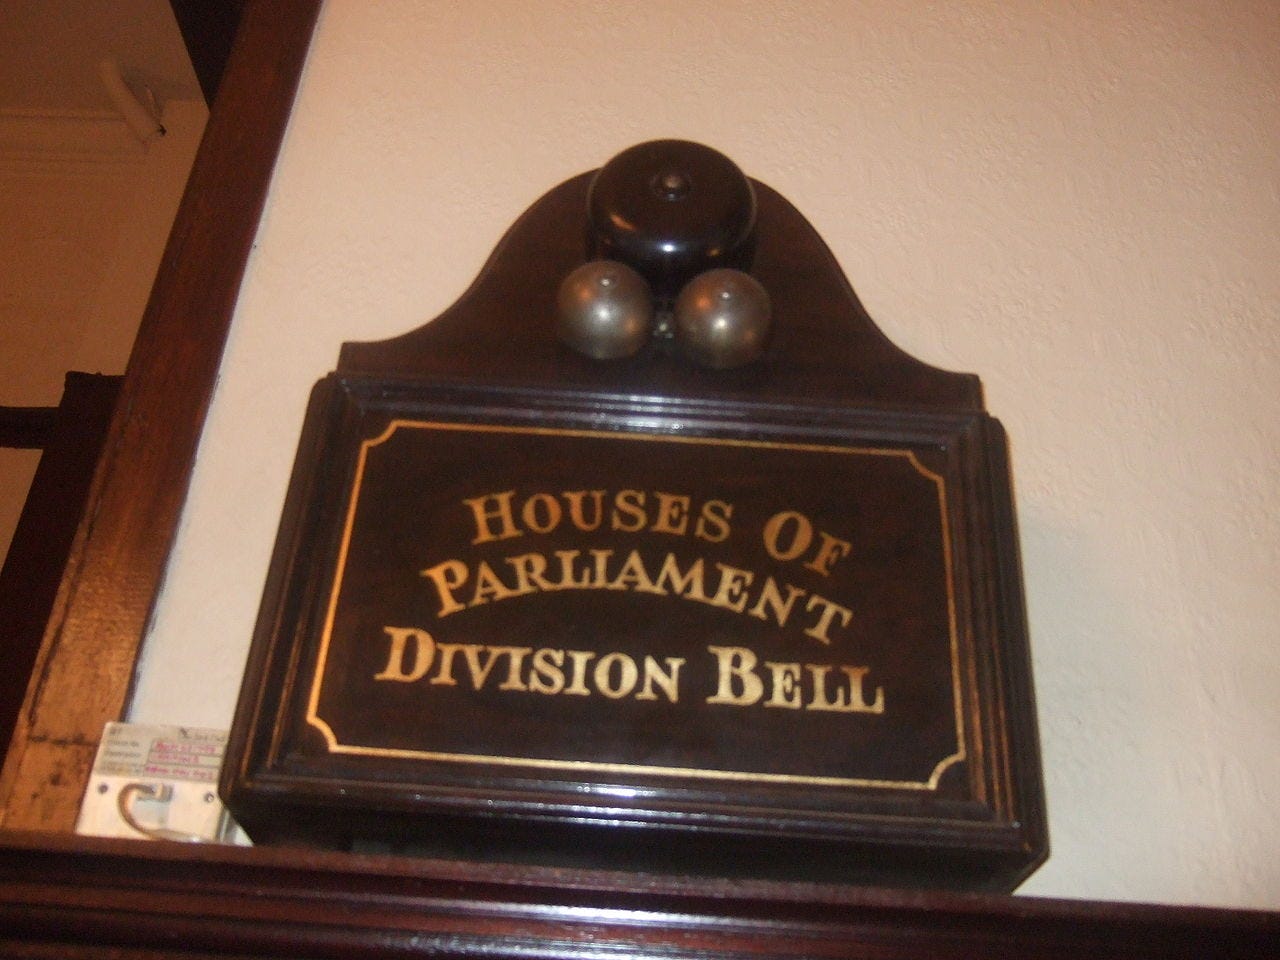 HOUSES OF
PARLIAMENT
DIVISION BELL